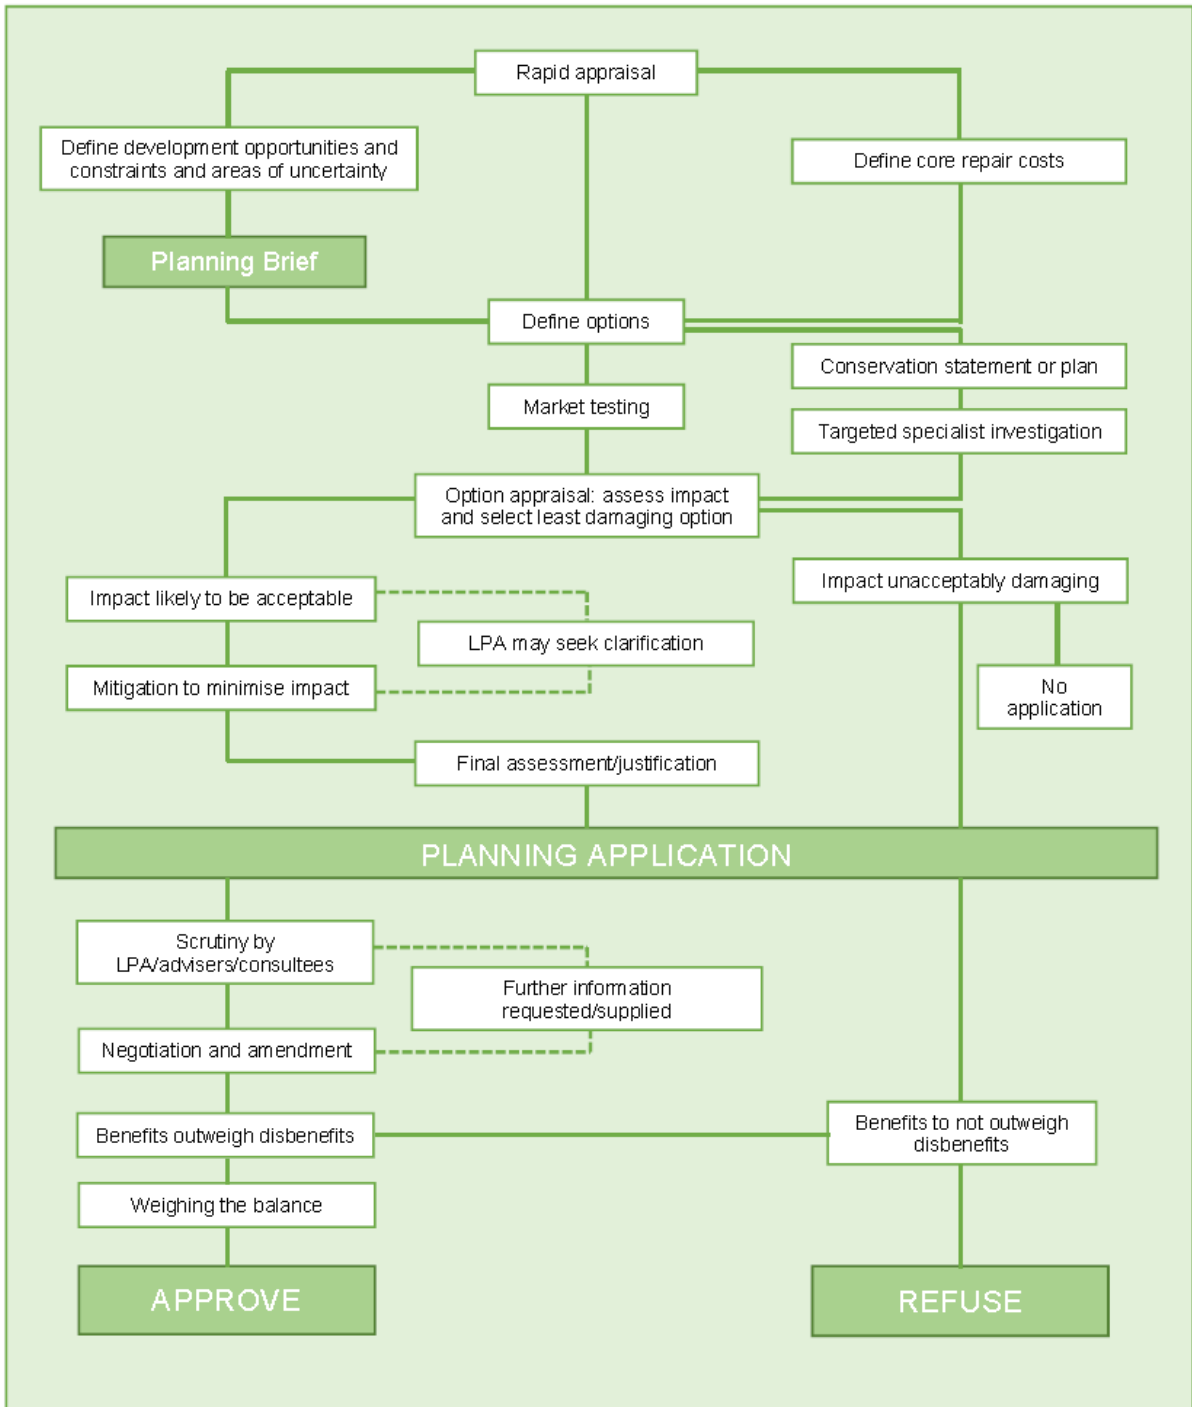 Rapid appraisal
Define development opportunities and
constraints and areas of uncertainty
Define core repair costs
Planning Brief
Define options
Conservation statement or plan
Market testing
Targeted specialist investigation
Option appraisal: assess impact
and select least damaging option
Impact likely to be acceptable
Impact unacceptably damaging
LPA may seek clarification
Mitigation to minimise impact
No
application
Final assessment/justification
PLANNING APPLICATION
Scrutiny by
LPA/advisers/consultees
Further information
requested/supplied
Negotiation and amendment
Benefits outweigh disbenefits
Benefits to not outweigh
disbenefits
Weighing the balance
APPROVE
REFUSE